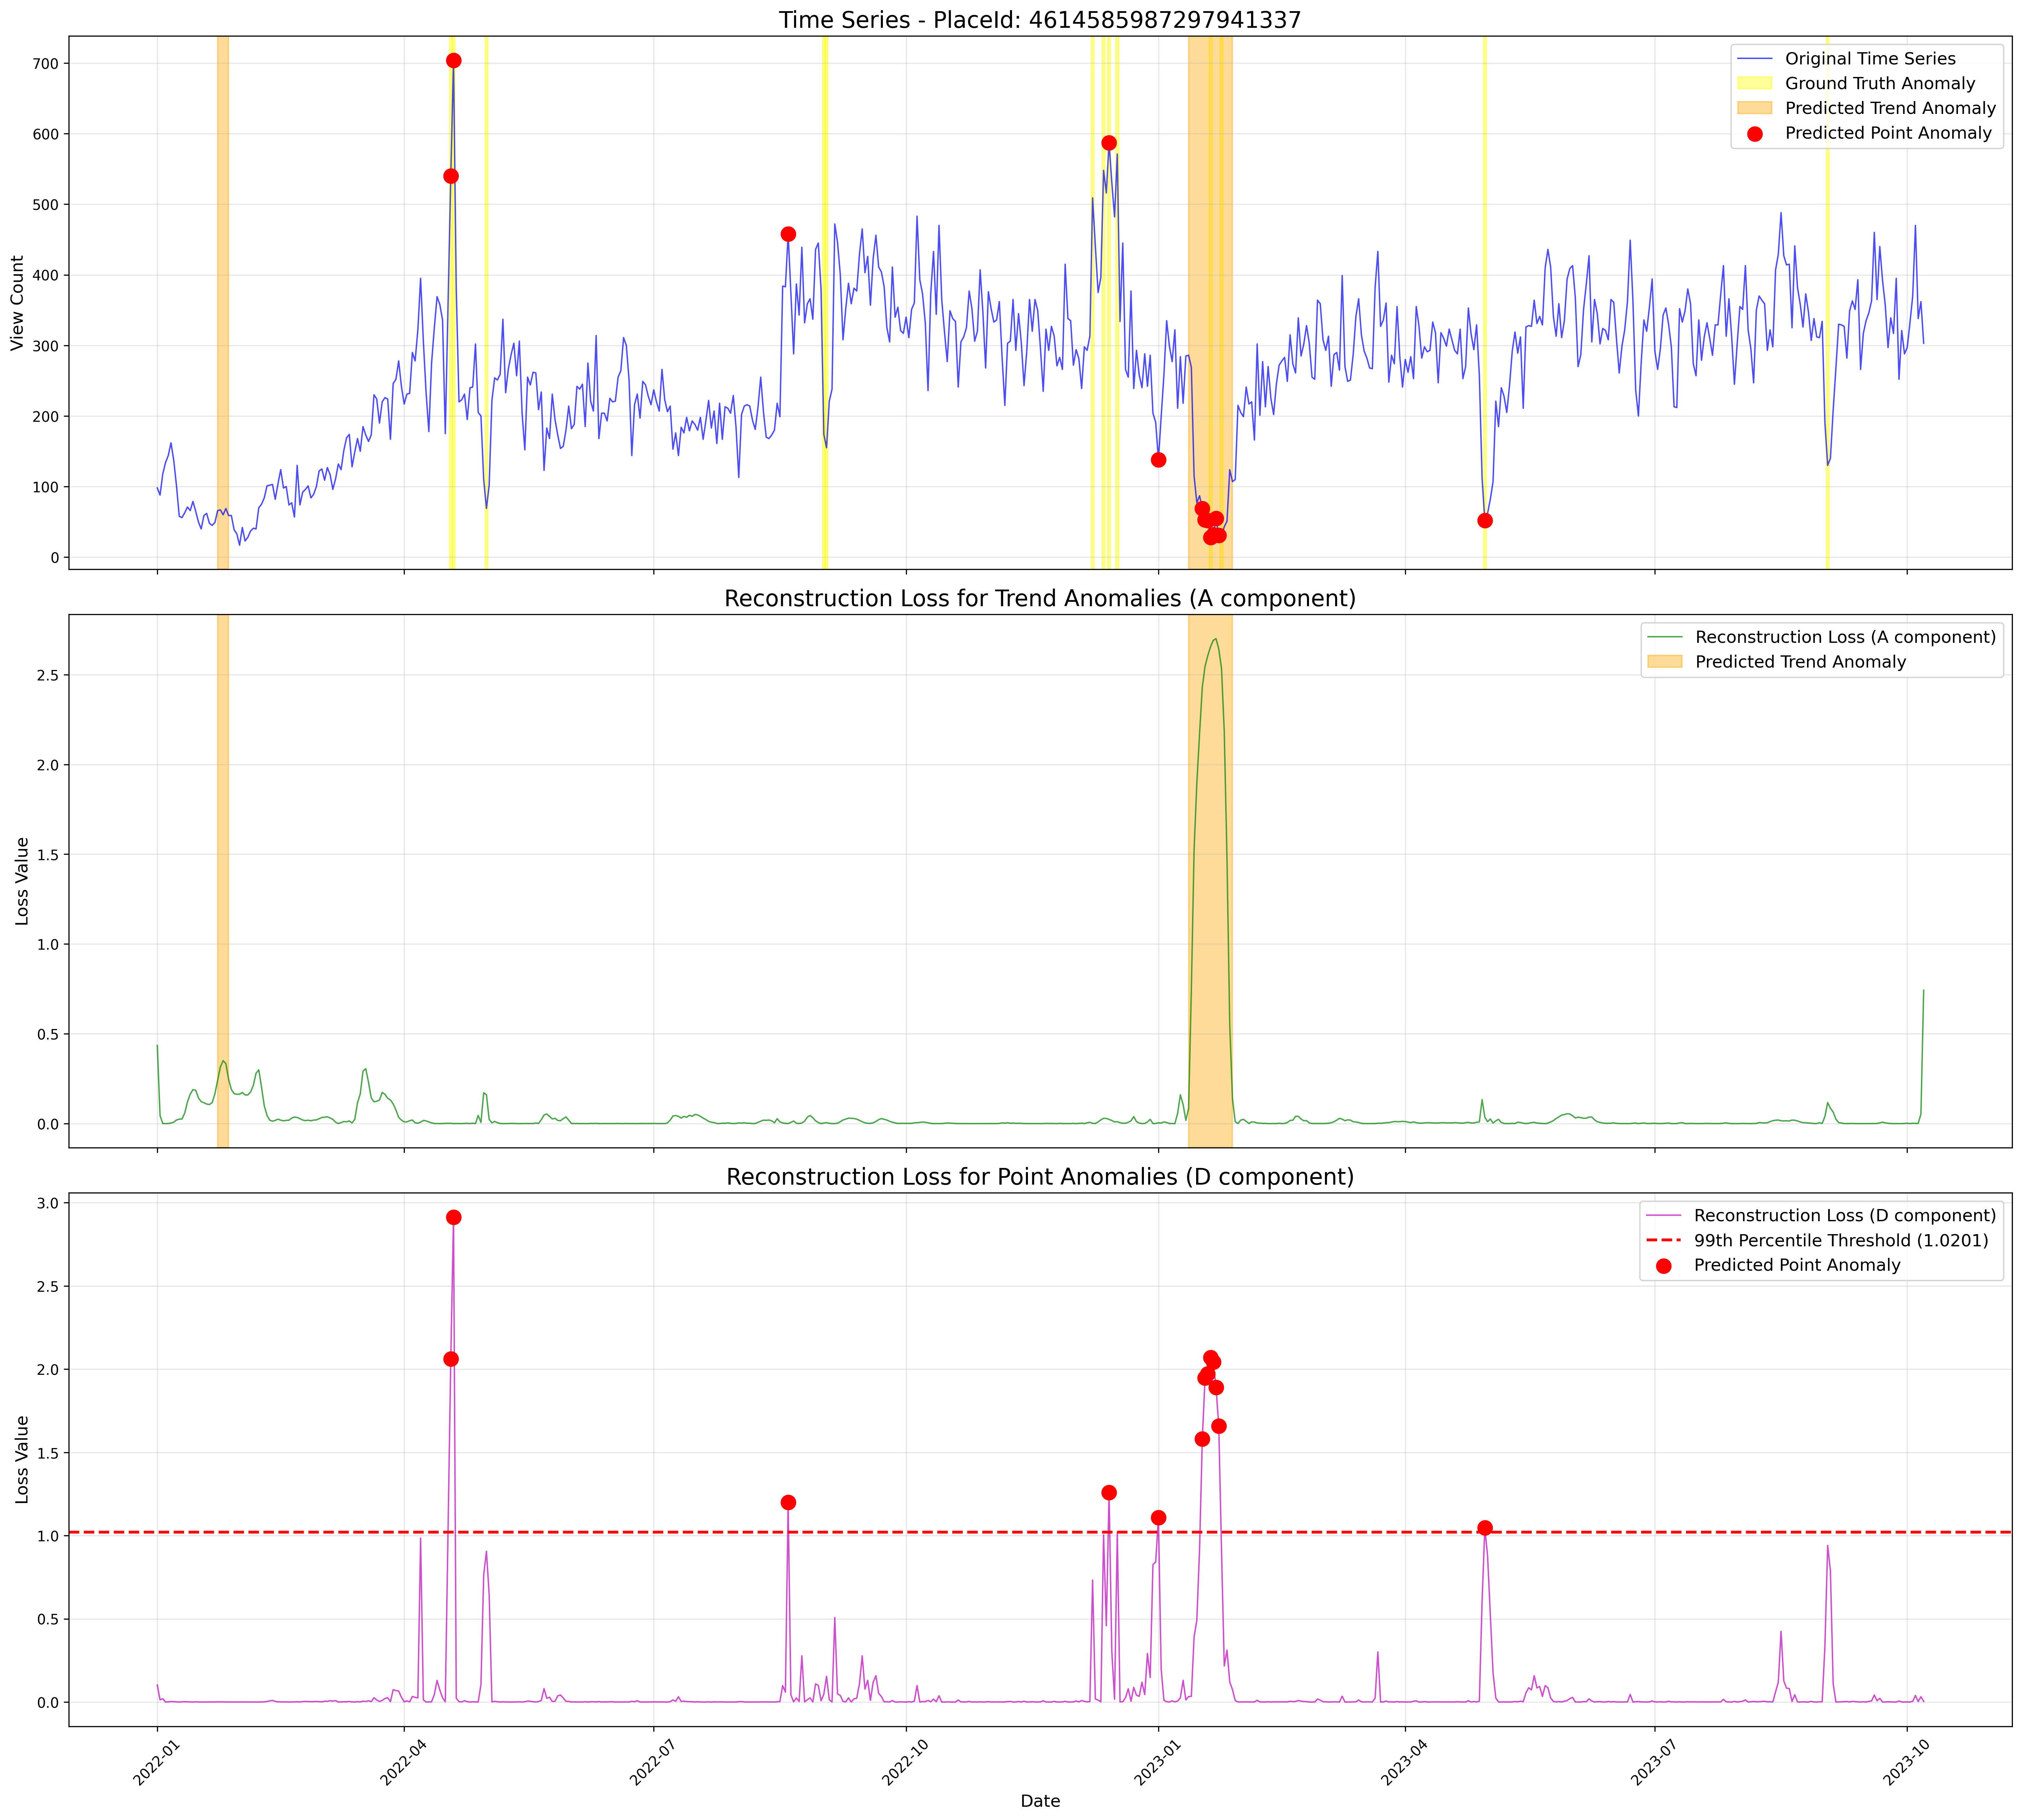 Time Series - PlaceId: 4614585987297941337
View Count
700
600
500
400
300
200
100
0
Original Time Series
Ground Truth Anomaly
Predicted Trend Anomaly
Predicted Point Anomaly
Reconstruction Loss for Trend Anomalies (A component)
Loss Value
2.5
2.0
1.5
1.0
0.5
0.0
Reconstruction Loss (A component)
Predicted Trend Anomaly
Reconstruction Loss for Point Anomalies (D component)
Loss Value
3.0
2.5
2.0
1.5
1.0
0.5
0.0
Reconstruction Loss (D component)
99th Percentile Threshold (1.0201)
Predicted Point Anomaly
2022-01
2022-04
2022-07
2022-10
2023-01
2023-04
2023-07
2023-10
Date